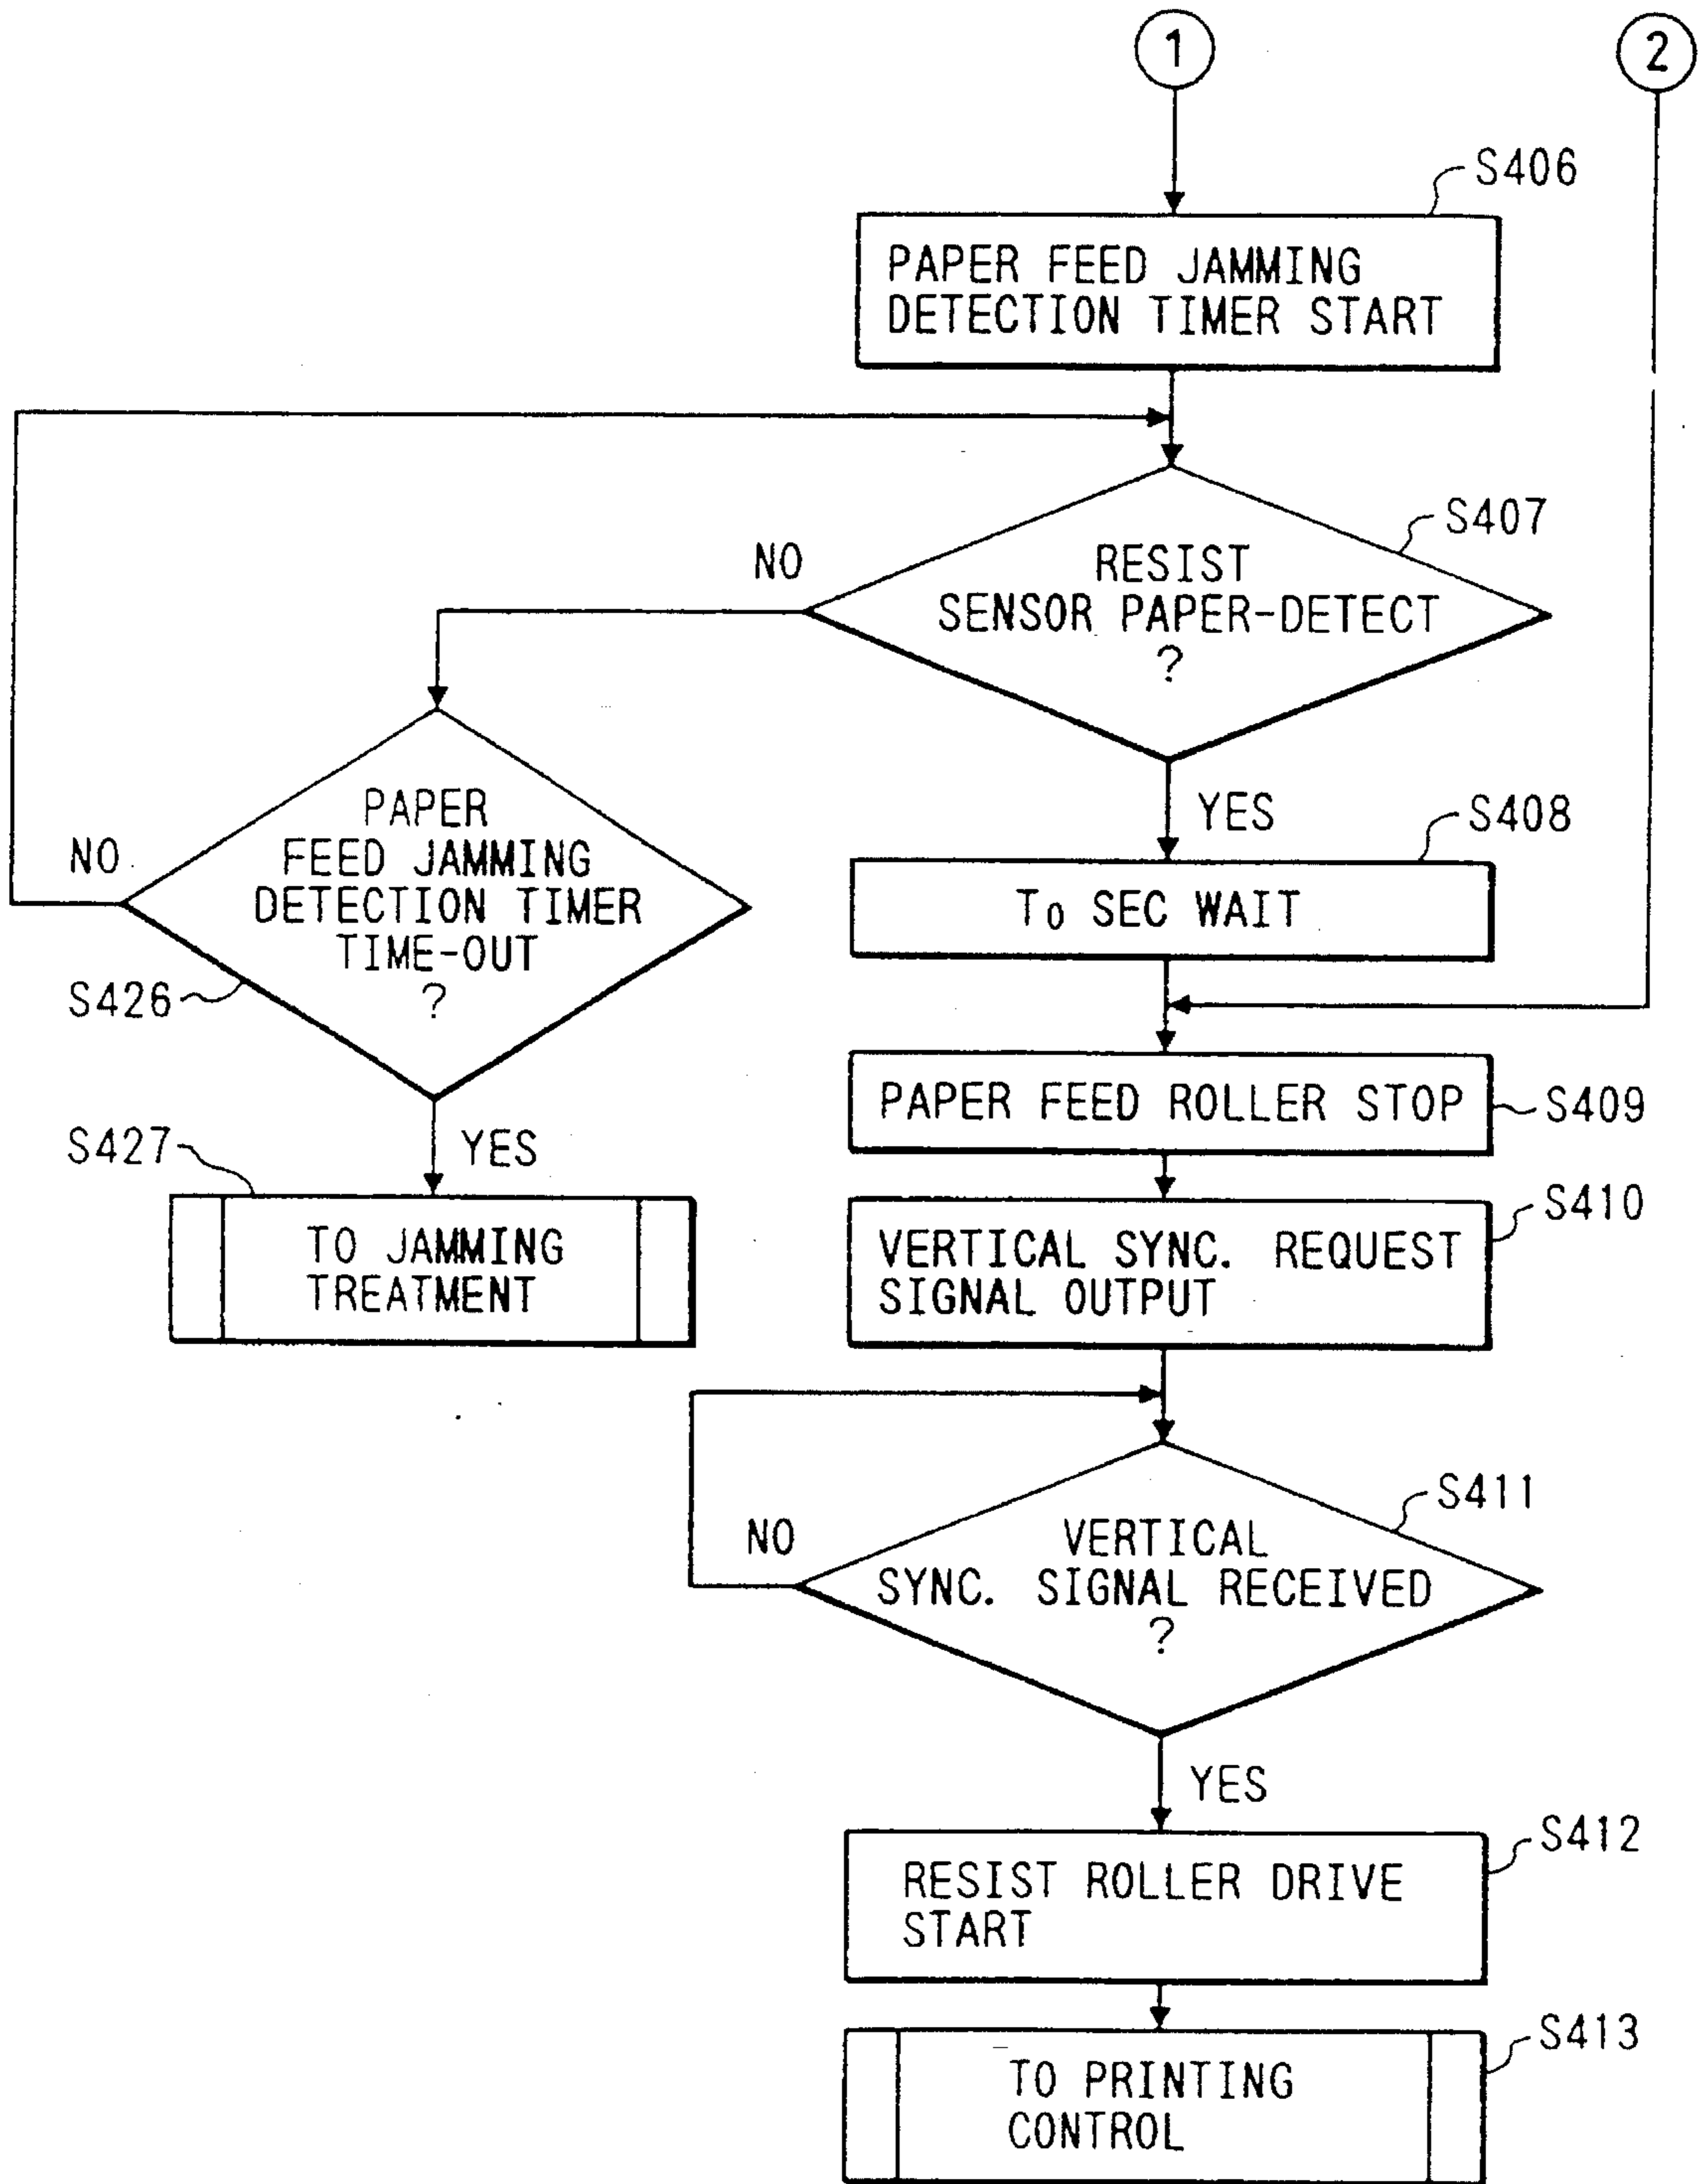 1
2
S406
PAPER FEED JAMMING
DETECTION TIMER START
S407
NO
RESIST
SENSOR PAPER-DETECT
?
YES
S408
T0 SEC WAIT
PAPER
FEED JAMMING
DETECTION TIMER
TIME-OUT
?
NO
S426
PAPER FEED ROLLER STOP
S409
YES
S427
TO JAMMING
TREATMENT
S410
VERTICAL SYNC. REQUEST
SIGNAL OUTPUT
S411
NO
VERTICAL
SYNC. SIGNAL RECEIVED
?
YES
S412
RESIST ROLLER DRIVE
START
S413
TO PRINTING
CONTROL